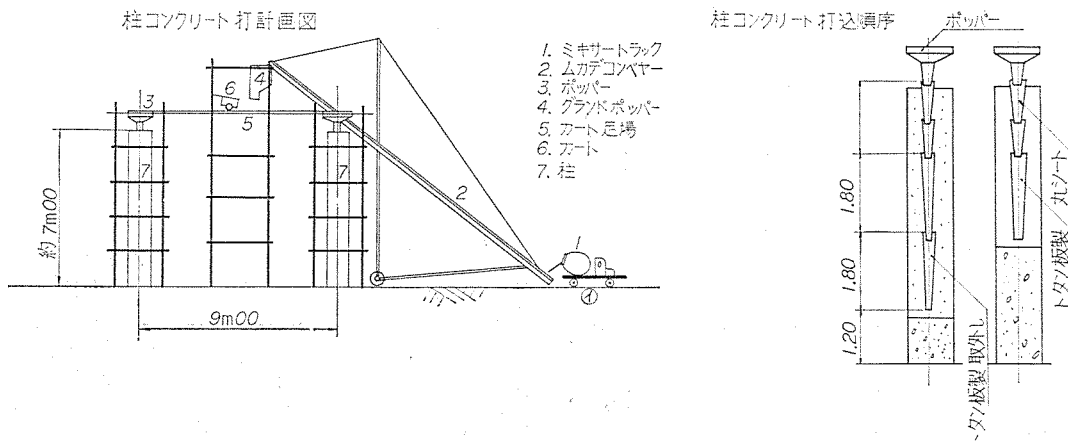 柱コンクリート打計画図
1. ミキサートラック
2. ムカデコンベヤー
3. ホッパー
4. グランドホッパー
5. カート足場
6. カート
7. 柱
3
4
6
5
7
7
2
1
①
約7m00
9m00
柱コンクリート打込順序
ホッパー
1.80
1.80
1.20
丸シート
トタン板製
トタン板製 取外し